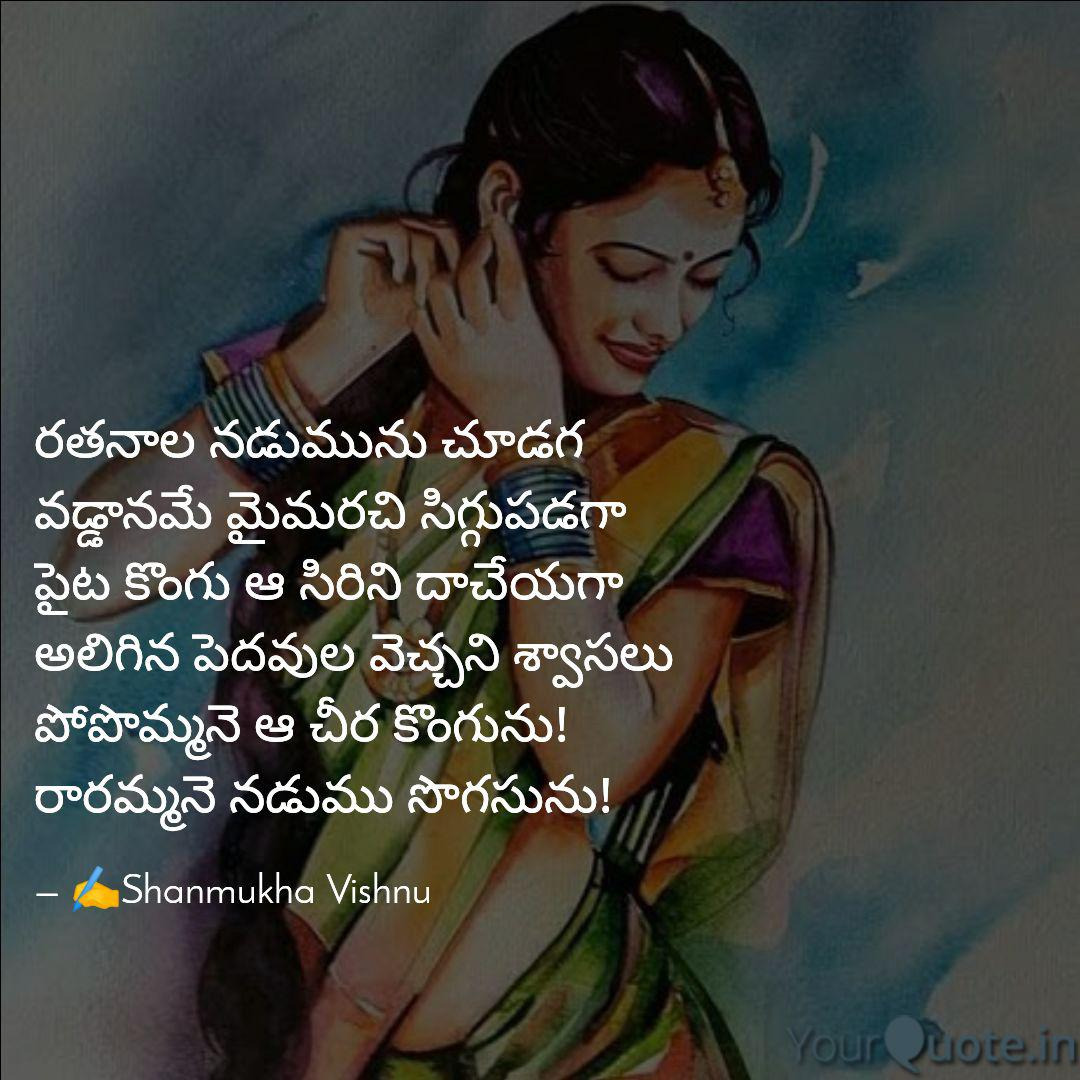 రతనాల నడుమును చూడగ
వడ్డానమే మైమరచి సిగ్గుపడగా
పైట కొంగు ఆ సిరిని దాచేయగా
అలిగిన పెదవుల వెచ్చని శ్వాసలు
పోపొమ్మనె ఆ చీర కొంగును!
రారమ్మనె నడుము సొగసును!
– ✍️Shanmukha Vishnu
YourQuote.in